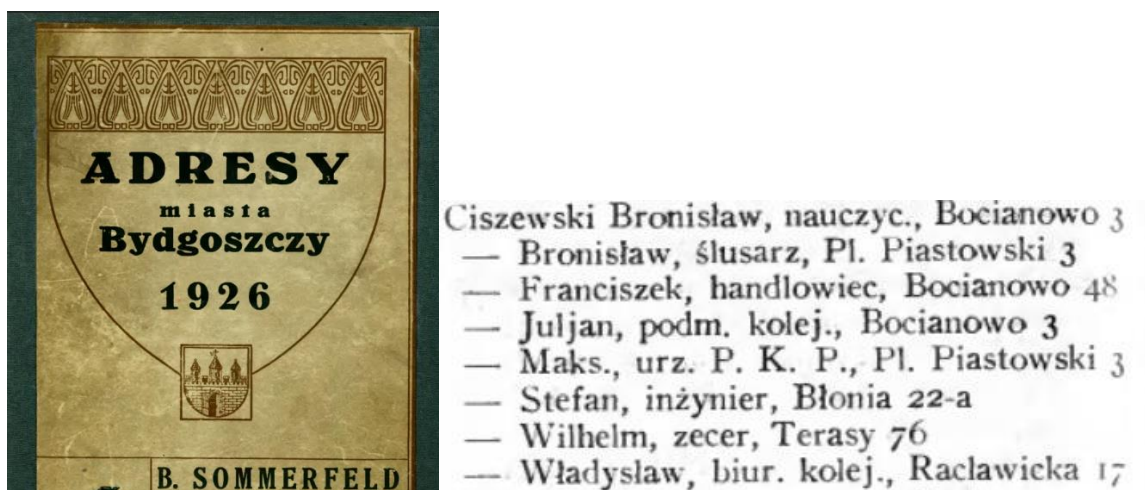 ADRESY
miasta
Bydgoszczy
1926
B. SOMMERFELD
Ciszewski Bronisław, nauczyc., Bocianowo 3
— Bronisław, ślusarz, Pl. Piastowski 3
— Franciszek, handlowiec, Bocianowo 48
— Juljan, podm. kolej., Bocianowo 3
— Maks., urz. P. K. P., Pl. Piastowski 3
— Stefan, inżynier, Błonia 22-a
— Wilhelm, zecer, Terasy 76
— Władysław, biur. kolej., Raclawicka 17